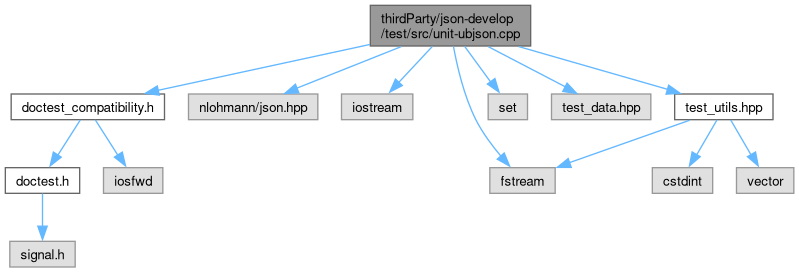 thirdParty/json-develop
/test/src/unit-ubjson.cpp
doctest_compatibility.h
nlohmann/json.hpp
iostream
set
test_data.hpp
test_utils.hpp
doctest.h
iosfwd
fstream
cstdint
vector
signal.h